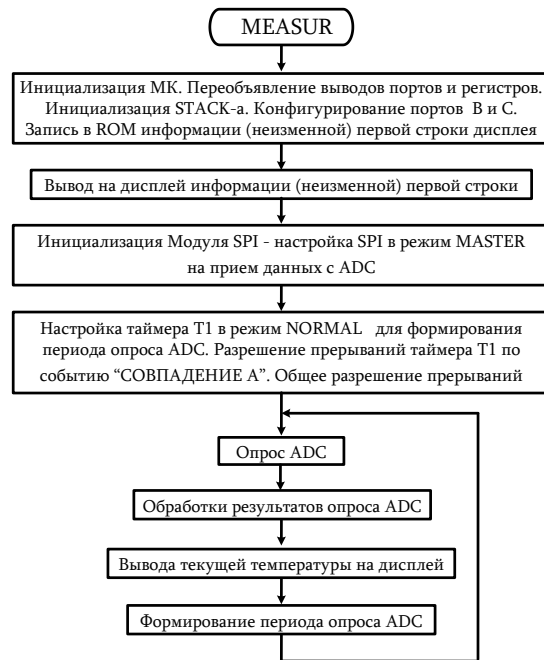 MEASUR
Инициализация МК. Переобъявление выводов портов и регистров.
Инициализация STACK-а. Конфигурирование портов В и С.
Запись в ROM информации (неизменной) первой строки дисплея
Вывод на дисплей информации (неизменной) первой строки
Инициализация Модуля SPI - настройка SPI в режим MASTER
на прием данных с ADC
Настройка таймера Т1 в режим NORMAL для формирования
периода опроса ADC. Разрешение прерываний таймера Т1 по
событию “СОВПАДЕНИЕ А”. Общее разрешение прерываний
Опрос ADC
Обработки результатов опроса ADC
Вывода текущей температуры на дисплей
Формирование периода опроса ADC